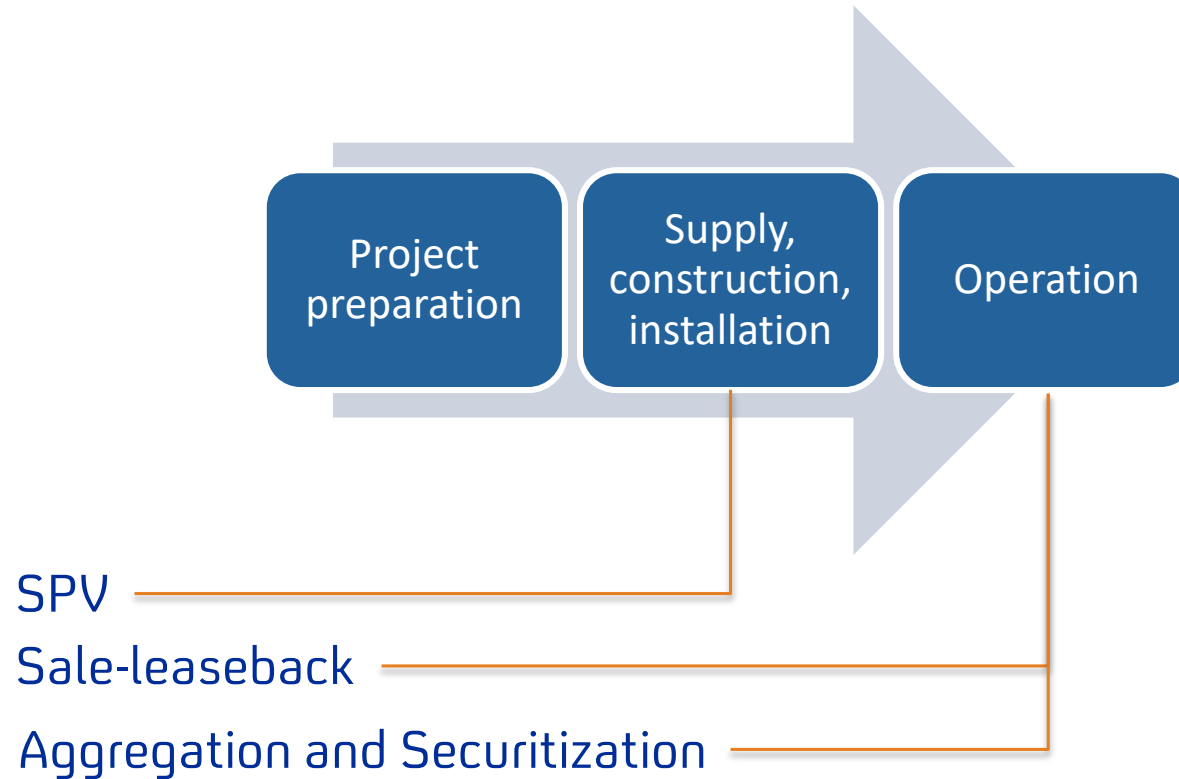 Project
preparation
Supply,
construction,
installation
Operation
SPV
Sale-leaseback
Aggregation and Securitization